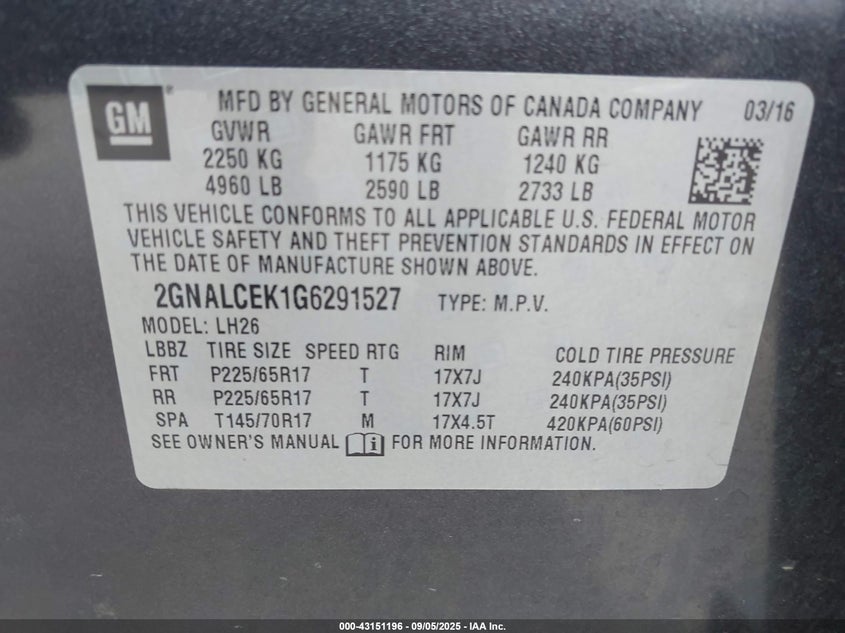 GM ® MFD BY GENERAL MOTORS OF CANADA COMPANY 03/16
GVWR GAWR FRT GAWR RR
2250 KG 1175 KG 1240 KG
4960 LB 2590 LB 2733 LB
THIS VEHICLE CONFORMS TO ALL APPLICABLE U.S. FEDERAL MOTOR
VEHICLE SAFETY AND THEFT PREVENTION STANDARDS IN EFFECT ON
THE DATE OF MANUFACTURE SHOWN ABOVE.
2GNALCEK1G6291527 TYPE: M.P.V.
MODEL: LH26
LBBZ TIRE SIZE SPEED RTG RIM COLD TIRE PRESSURE
FRT P225/65R17 T 17X7J 240KPA(35PSI)
RR P225/65R17 T 17X7J 240KPA(35PSI)
SPA T145/70R17 M 17X4.5T 420KPA(60PSI)
SEE OWNER'S MANUAL i FOR MORE INFORMATION.
000-43151196 - 09/05/2025 - IAA Inc.